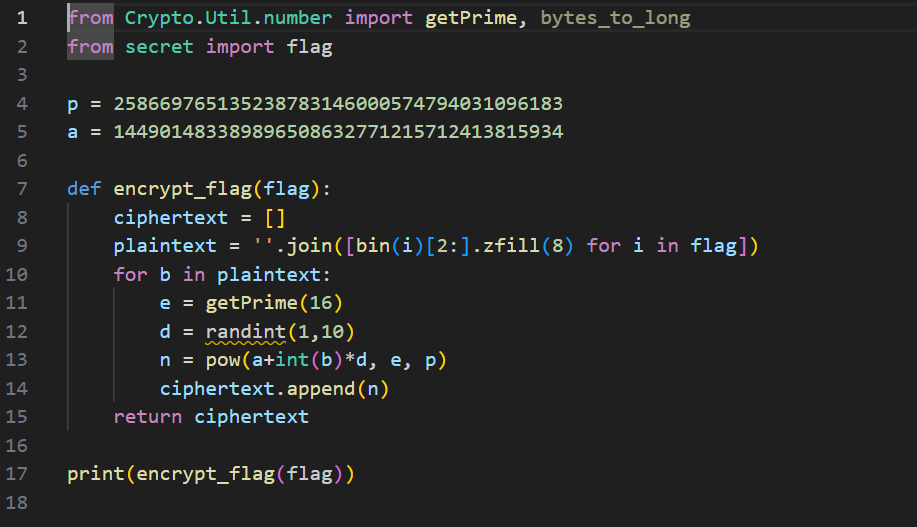 1 from Crypto.Util.number import getPrime, bytes_to_long
2 from secret import flag
3
4 p = 258669765135238783146000574794031096183
5 a = 144901483389896508632771215712413815934
6
7 def encrypt_flag(flag):
8     ciphertext = []
9     plaintext = ''.join([bin(i)[2:].zfill(8) for i in flag])
10     for b in plaintext:
11         e = getPrime(16)
12         d = randint(1,10)
13         n = pow(a+int(b)*d, e, p)
14         ciphertext.append(n)
15     return ciphertext
16
17 print(encrypt_flag(flag))
18